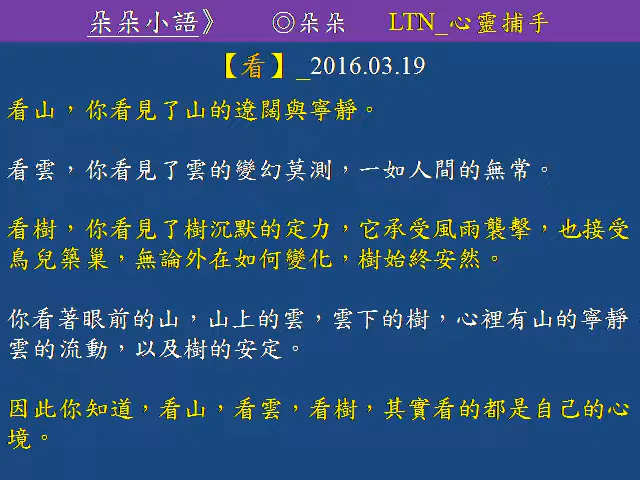 朵朵小語》 ◎朵朵 LTN_心靈捕手
【看】_2016.03.19
看山，你看見了山的遼闊與寧靜。
看雲，你看見了雲的變幻莫測，一如人間的無常。
看樹，你看見了樹沉默的定力，它承受風雨襲擊，也接受
鳥兒築巢，無論外在如何變化，樹始終安然。
你看著眼前的山，山上的雲，雲下的樹，心裡有山的寧靜
雲的流動，以及樹的安定。
因此你知道，看山，看雲，看樹，其實看的都是自己的心
境。